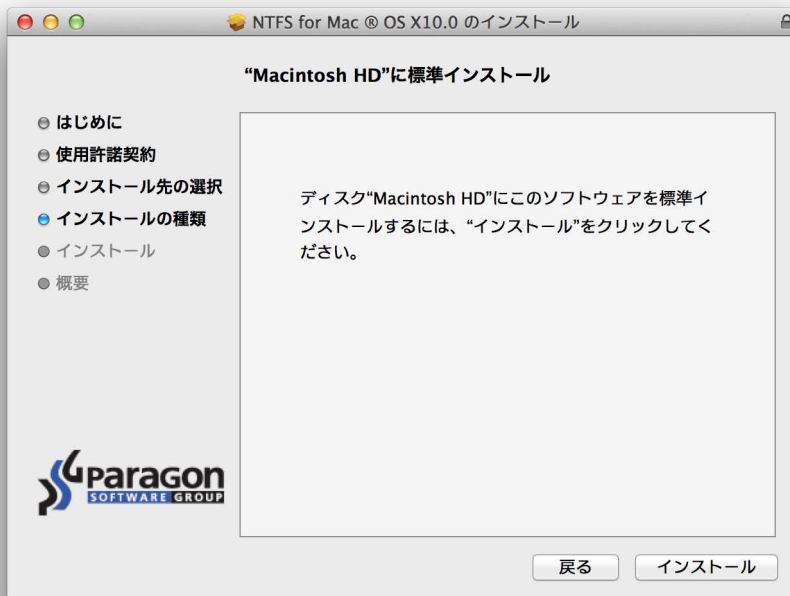 NTFS for Mac ® OS X10.0 のインストール
“Macintosh HD”に標準インストール
はじめに
使用許諾契約
インストール先の選択
インストールの種類
インストール
概要
ディスク“Macintosh HD”にこのソフトウェアを標準イ
ンストールするには、“インストール”をクリックしてく
ださい。
Paragon
SOFTWARE GROUP
戻る
インストール